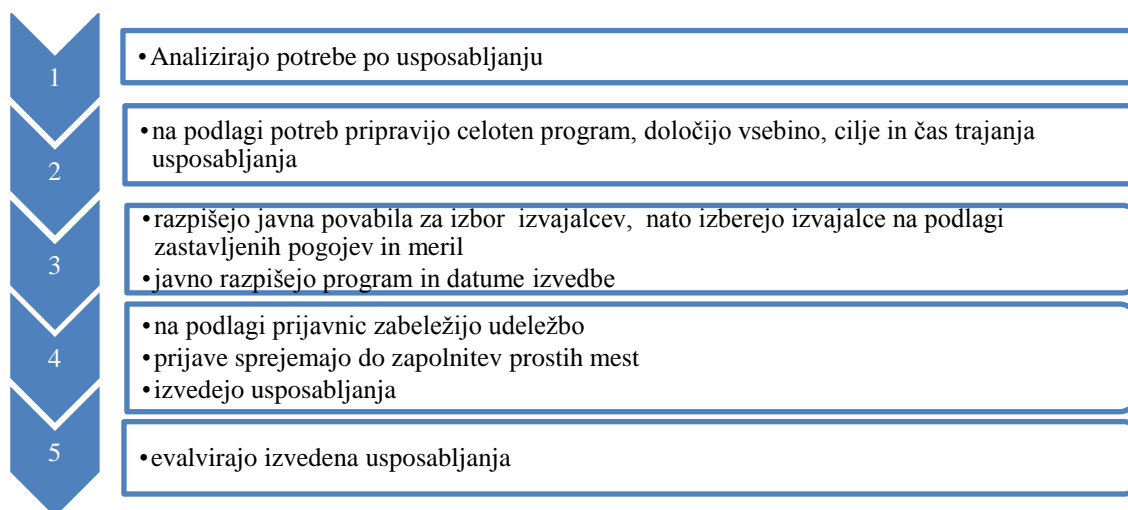 1
•Analizirajo potrebe po usposabljanju
2
•na podlagi potreb pripravijo celoten program, določijo vsebino, cilje in čas trajanja
usposabljanja
3
•razpišejo javna povabila za izbor izvajalcev, nato izberejo izvajalce na podlagi
zastavljenih pogojev in meril
•javno razpišejo program in datume izvedbe
4
•na podlagi prijavnic zabeležijo udeležbo
•prijave sprejemajo do zapolnitev prostih mest
•izvedejo usposabljanja
5
•evalvirajo izvedena usposabljanja